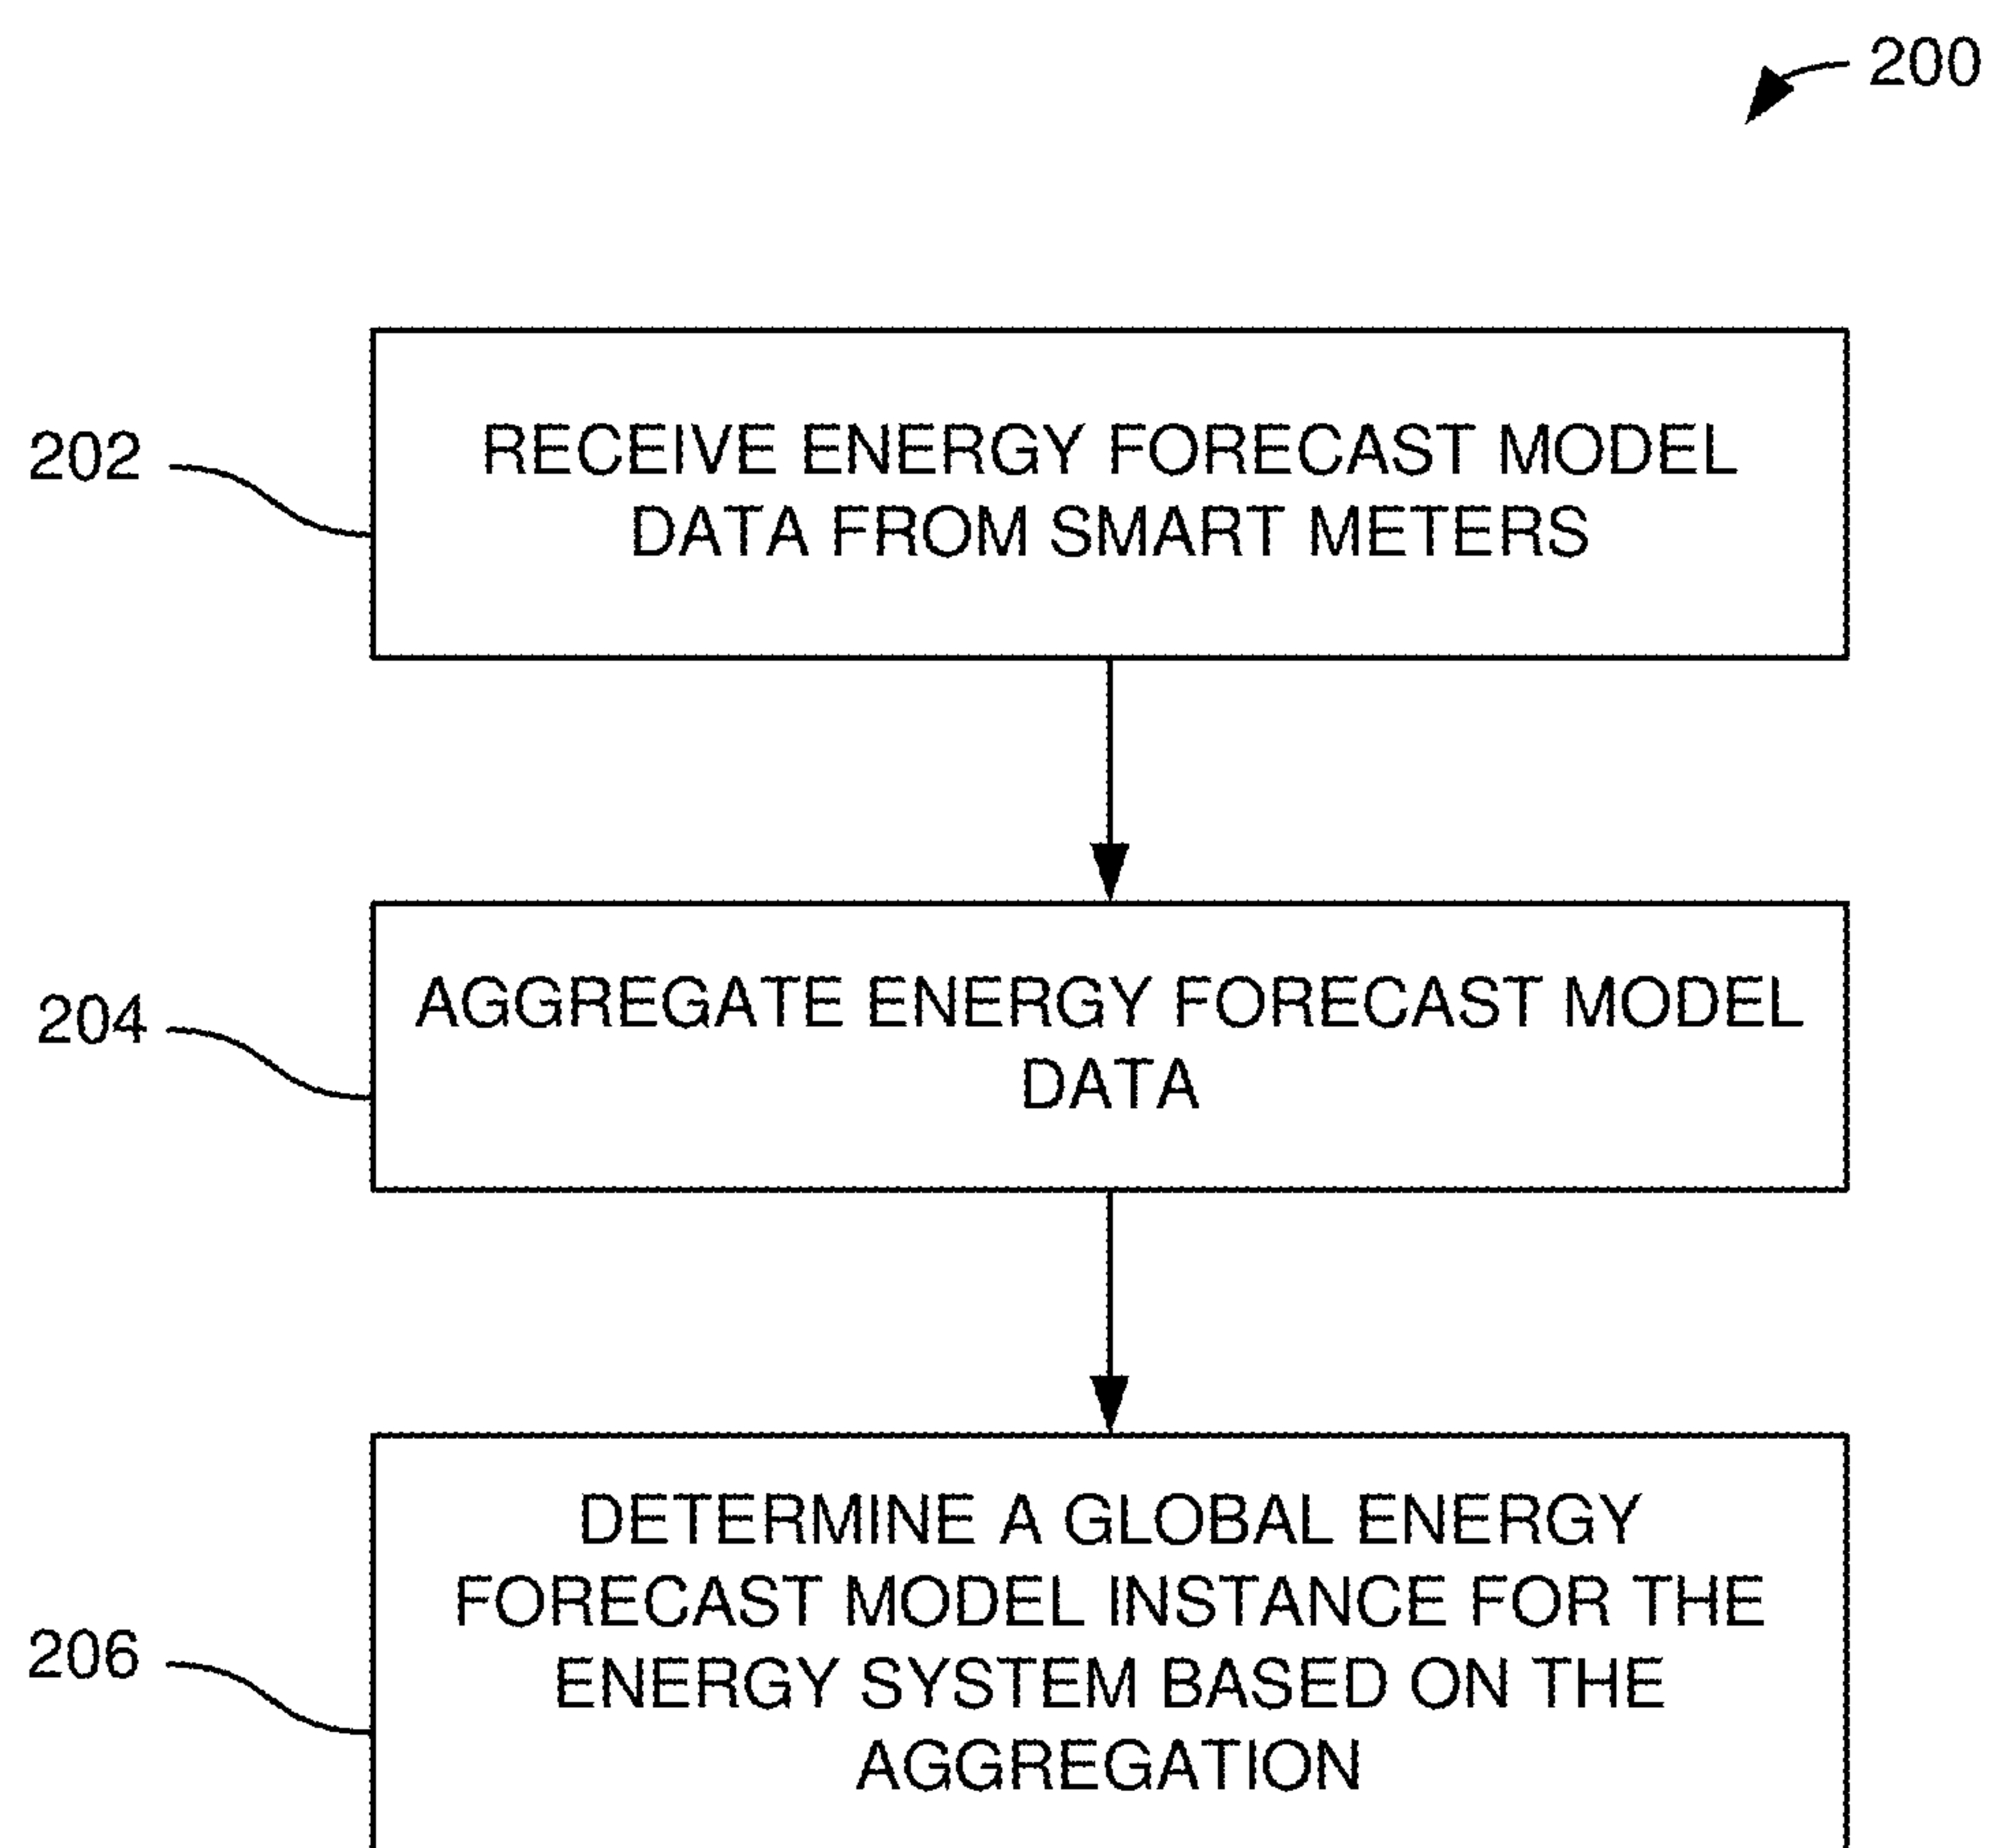 200
202
RECEIVE ENERGY FORECAST MODEL
DATA FROM SMART METERS
204
AGGREGATE ENERGY FORECAST MODEL
DATA
206
DETERMINE A GLOBAL ENERGY
FORECAST MODEL INSTANCE FOR THE
ENERGY SYSTEM BASED ON THE
AGGREGATION